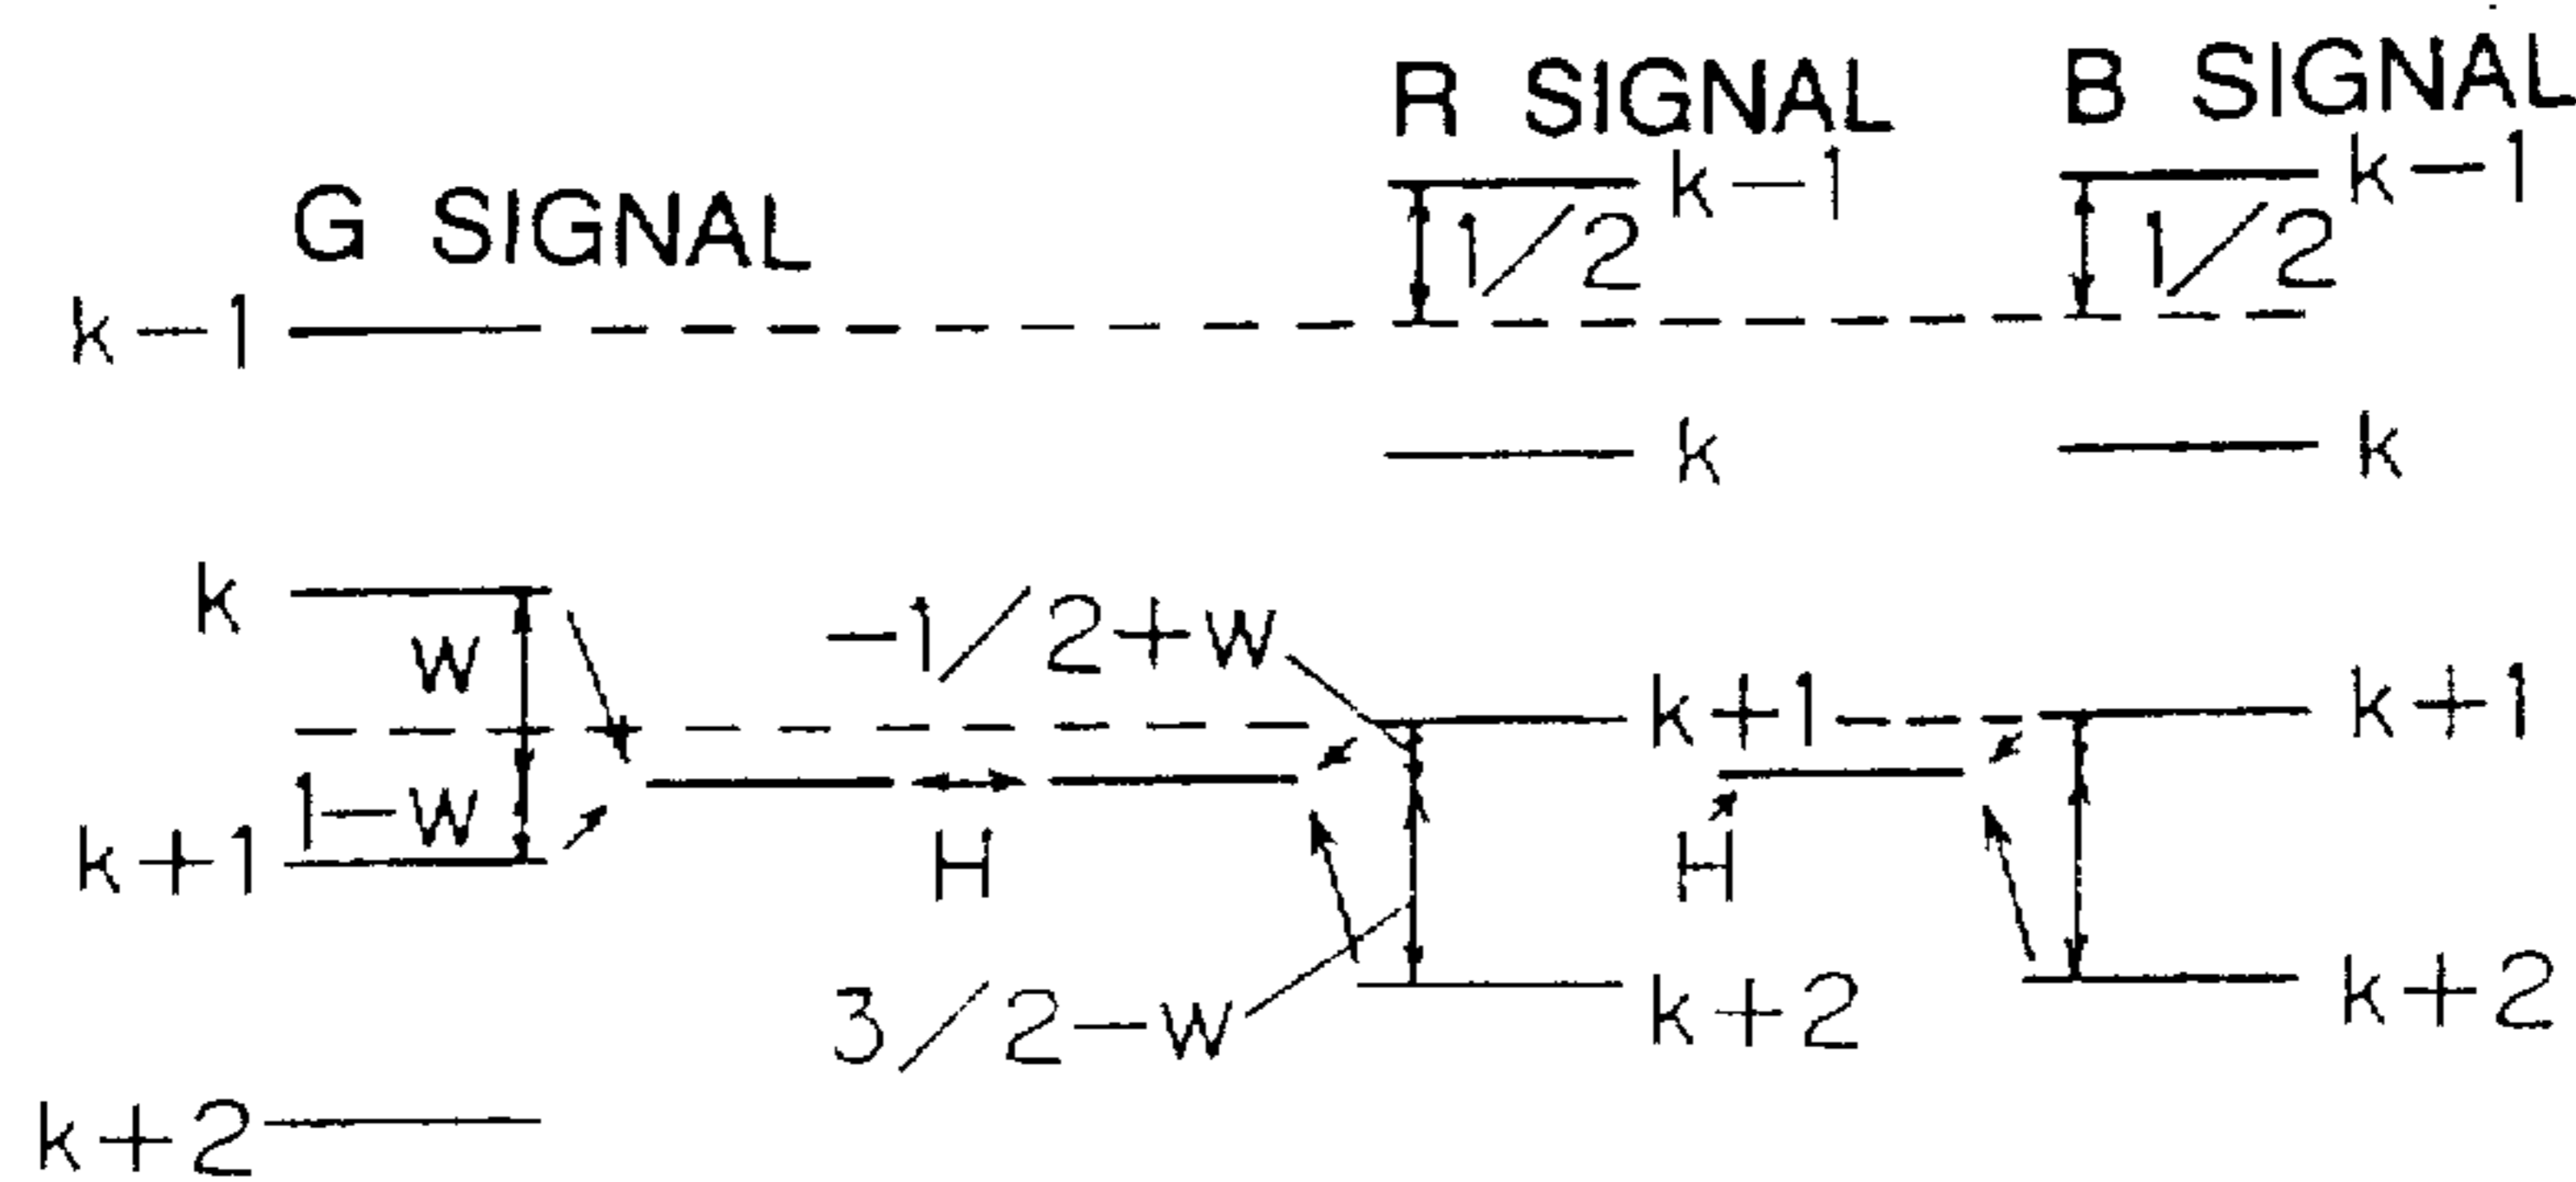 R SIGNAL
B SIGNAL
G SIGNAL
k-1
k-1
1/2
1/2
k-1
k
k
k
W
-1/2+W
k+1
k+1
1-W
k+1
H
H
3/2-W
k+2
k+2
k+2